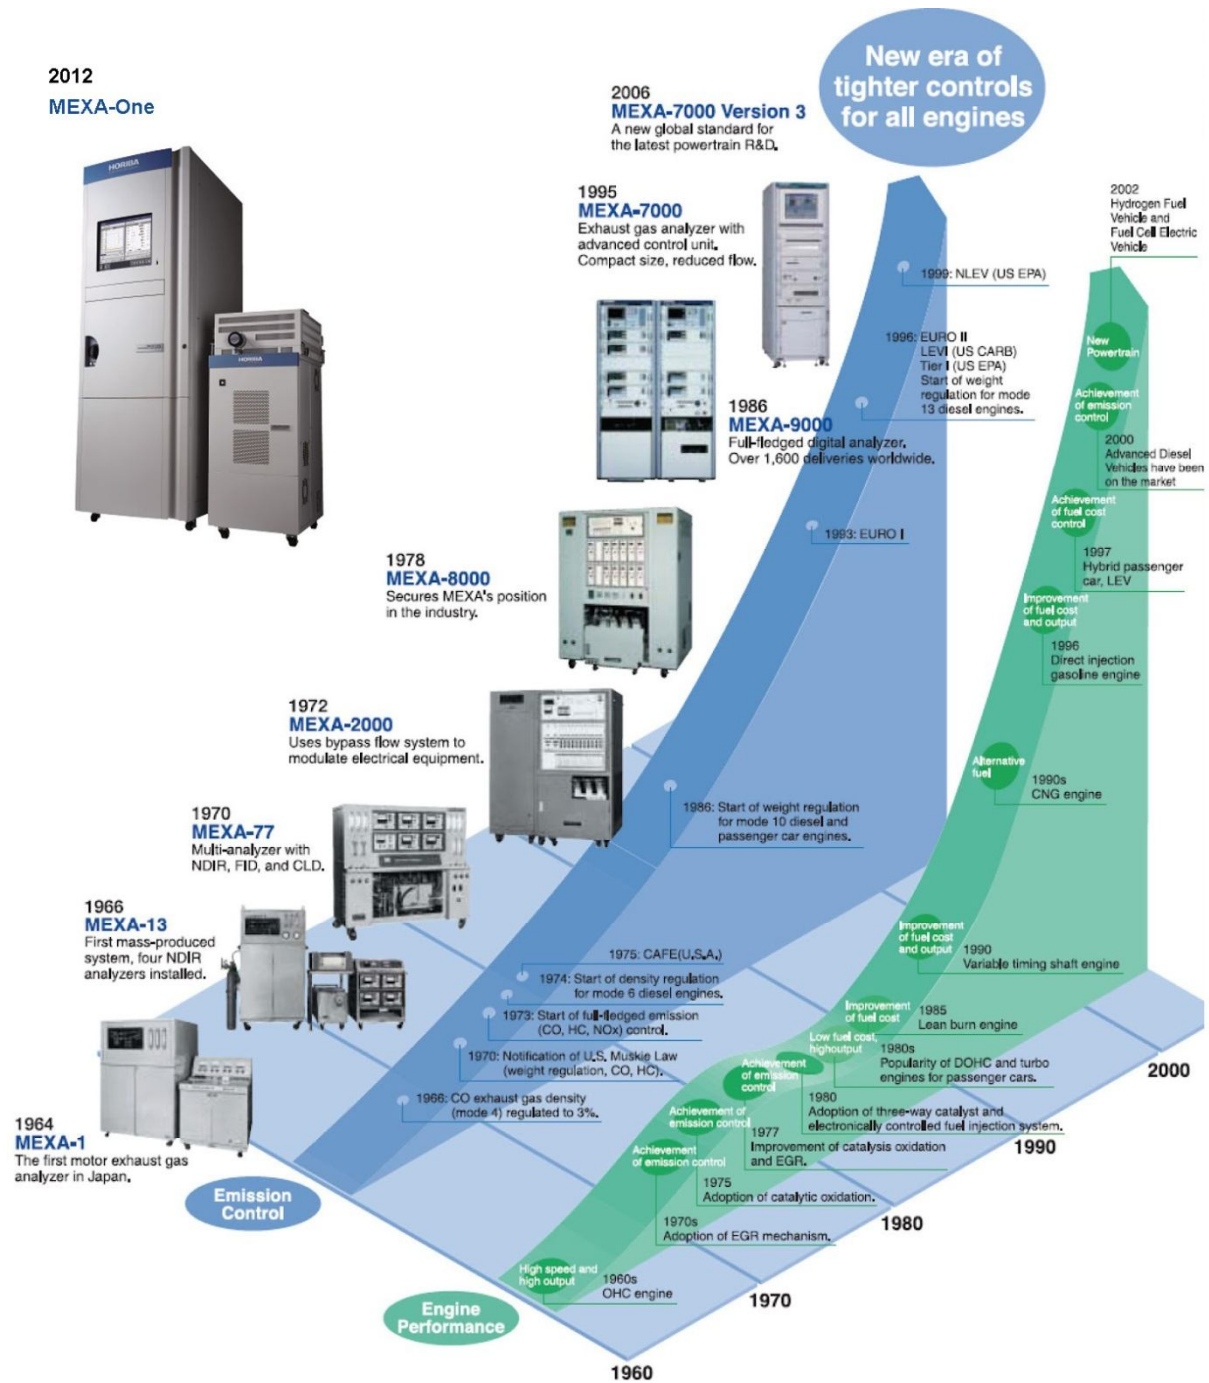 2012
MEXA-One
HORIBA
HORIBA
New era of
tighter controls
for all engines
2006
MEXA-7000 Version 3
A new global standard for
the latest powertrain R&D.
1995
MEXA-7000
Exhaust gas analyzer with
advanced control unit.
Compact size, reduced flow.
1986
MEXA-9000
Full-fledged digital analyzer.
Over 1,600 deliveries worldwide.
1978
MEXA-8000
Secures MEXA's position
in the industry.
1972
MEXA-2000
Uses bypass flow system to
modulate electrical equipment.
1970
MEXA-77
Multi-analyzer with
NDIR, FID, and CLD.
1966
MEXA-13
First mass-produced
system, four NDIR
analyzers installed.
1964
MEXA-1
The first motor exhaust gas
analyzer in Japan.
1999: NLEV (US EPA)
1996: EURO II
LEVI (US CARB)
Tier I (US EPA)
Start of weight
regulation for mode
13 diesel engines.
1993: EURO I
1986: Start of weight regulation
for mode 10 diesel and
passenger car engines.
1975: CAFE(U.S.A.)
1974: Start of density regulation
for mode 6 diesel engines.
1973: Start of full-fledged emission
(CO, HC, NOx) control.
1970: Notification of U.S. Muskie Law
(weight regulation, CO, HC).
1966: CO exhaust gas density
(mode 4) regulated to 3%.
Emission
Control
2002
Hydrogen Fuel
Vehicle and
Fuel Cell Electric
Vehicle
New
Powertrain
Achievement
of emission
control
2000
Advanced Diesel
Vehicles have been
on the market
Achievement
of fuel cost
control
1997
Hybrid passenger
car, LEV
Improvement
of fuel cost
and output
1996
Direct injection
gasoline engine
Alternative
fuel
1990s
CNG engine
Improvement
of fuel cost
and output
1990
Variable timing shaft engine
Improvement
of fuel cost
1985
Lean burn engine
Low fuel cost,
highoutput
1980s
Popularity of DOHC and turbo
engines for passenger cars.
Achievement
of emission
control
1980
Adoption of three-way catalyst and
electronically controlled fuel injection system.
Achievement of
emission control
1977
Improvement of catalysis oxidation
and EGR.
Achievement
of emission control
1975
Adoption of catalytic oxidation.
1970s
Adoption of EGR mechanism.
High speed and
high output
1960s
OHC engine
Engine
Performance
1960
1970
1980
1990
2000